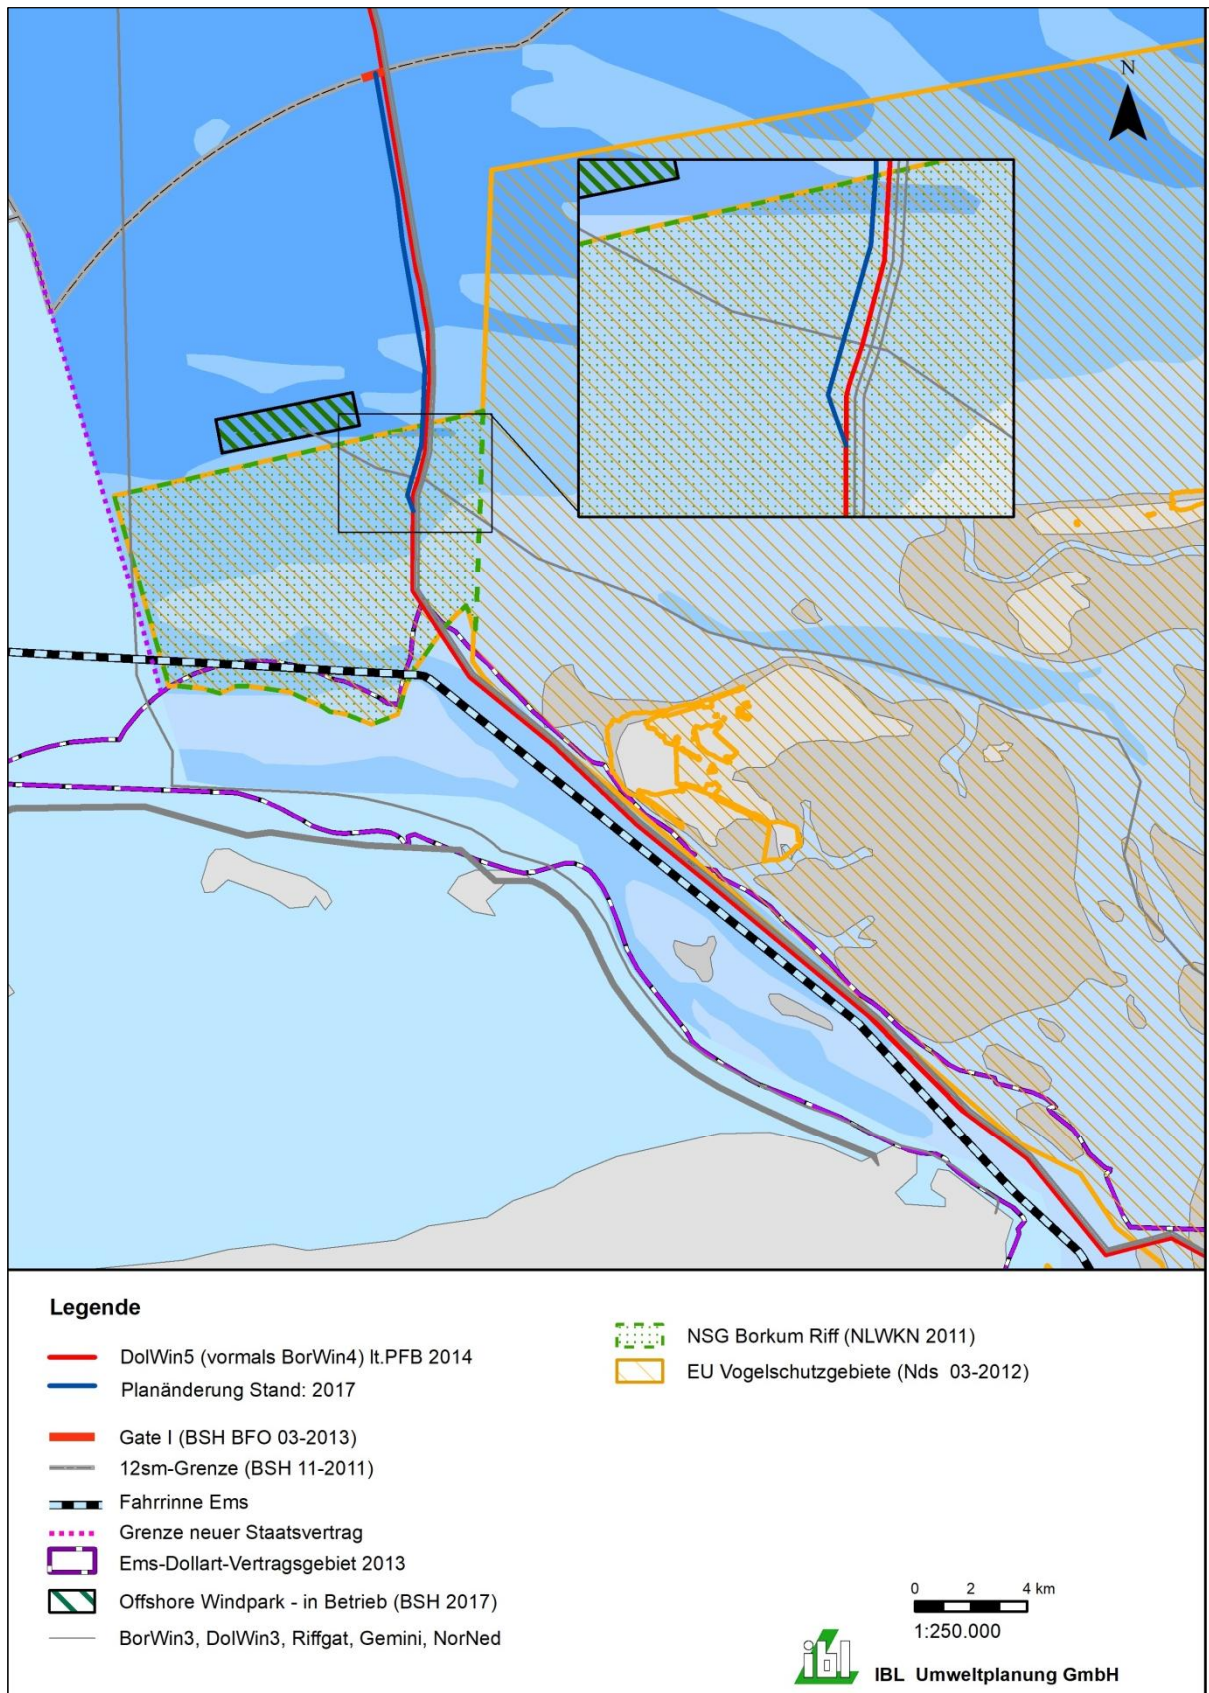 N
Legende
DolWin5 (vormals BorWin4) lt.PFB 2014
Planänderung Stand: 2017
Gate I (BSH BFO 03-2013)
12sm-Grenze (BSH 11-2011)
Fahrrinne Ems
Grenze neuer Staatsvertrag
Ems-Dollart-Vertragsgebiet 2013
Offshore Windpark - in Betrieb (BSH 2017)
BorWin3, DolWin3, Riffgat, Gemini, NorNed
NSG Borkum Riff (NLWKN 2011)
EU Vogelschutzgebiete (Nds 03-2012)
0 2 4 km
1:250.000
ibl
IBL Umweltplanung GmbH